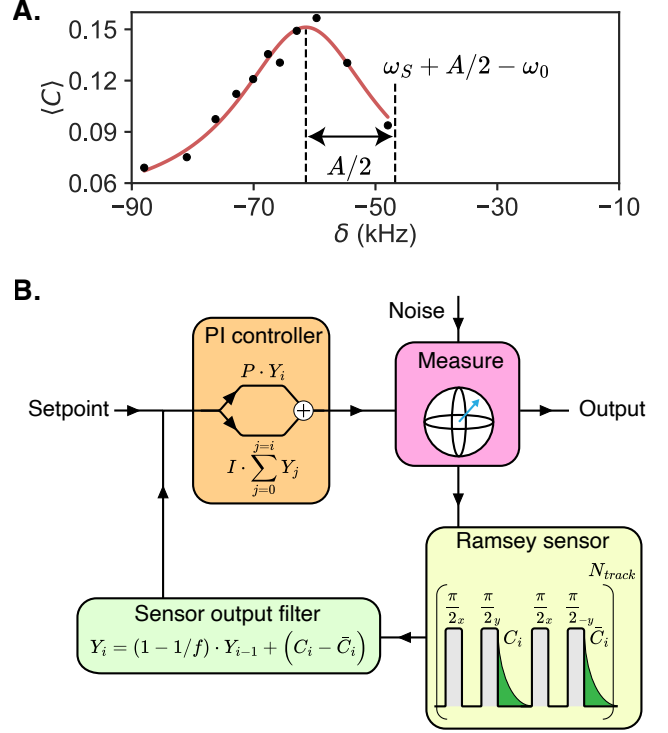 A.
⟨C⟩
0.15
0.12
0.09
0.06
ω_S + A/2 − ω_0
A/2
−90 −70 −50 −30 −10
δ (kHz)
B.
Noise
PI controller
P · Y_i
+
I · ∑_{j=0}^{j=i} Y_j
Setpoint
Measure
Output
Ramsey sensor
N_{track}
π/2_x π/2_y C_i π/2_x π/2_{−y} C̄_i
Sensor output filter
Y_i = (1 − 1/f) · Y_{i−1} + (C_i − C̄_i)